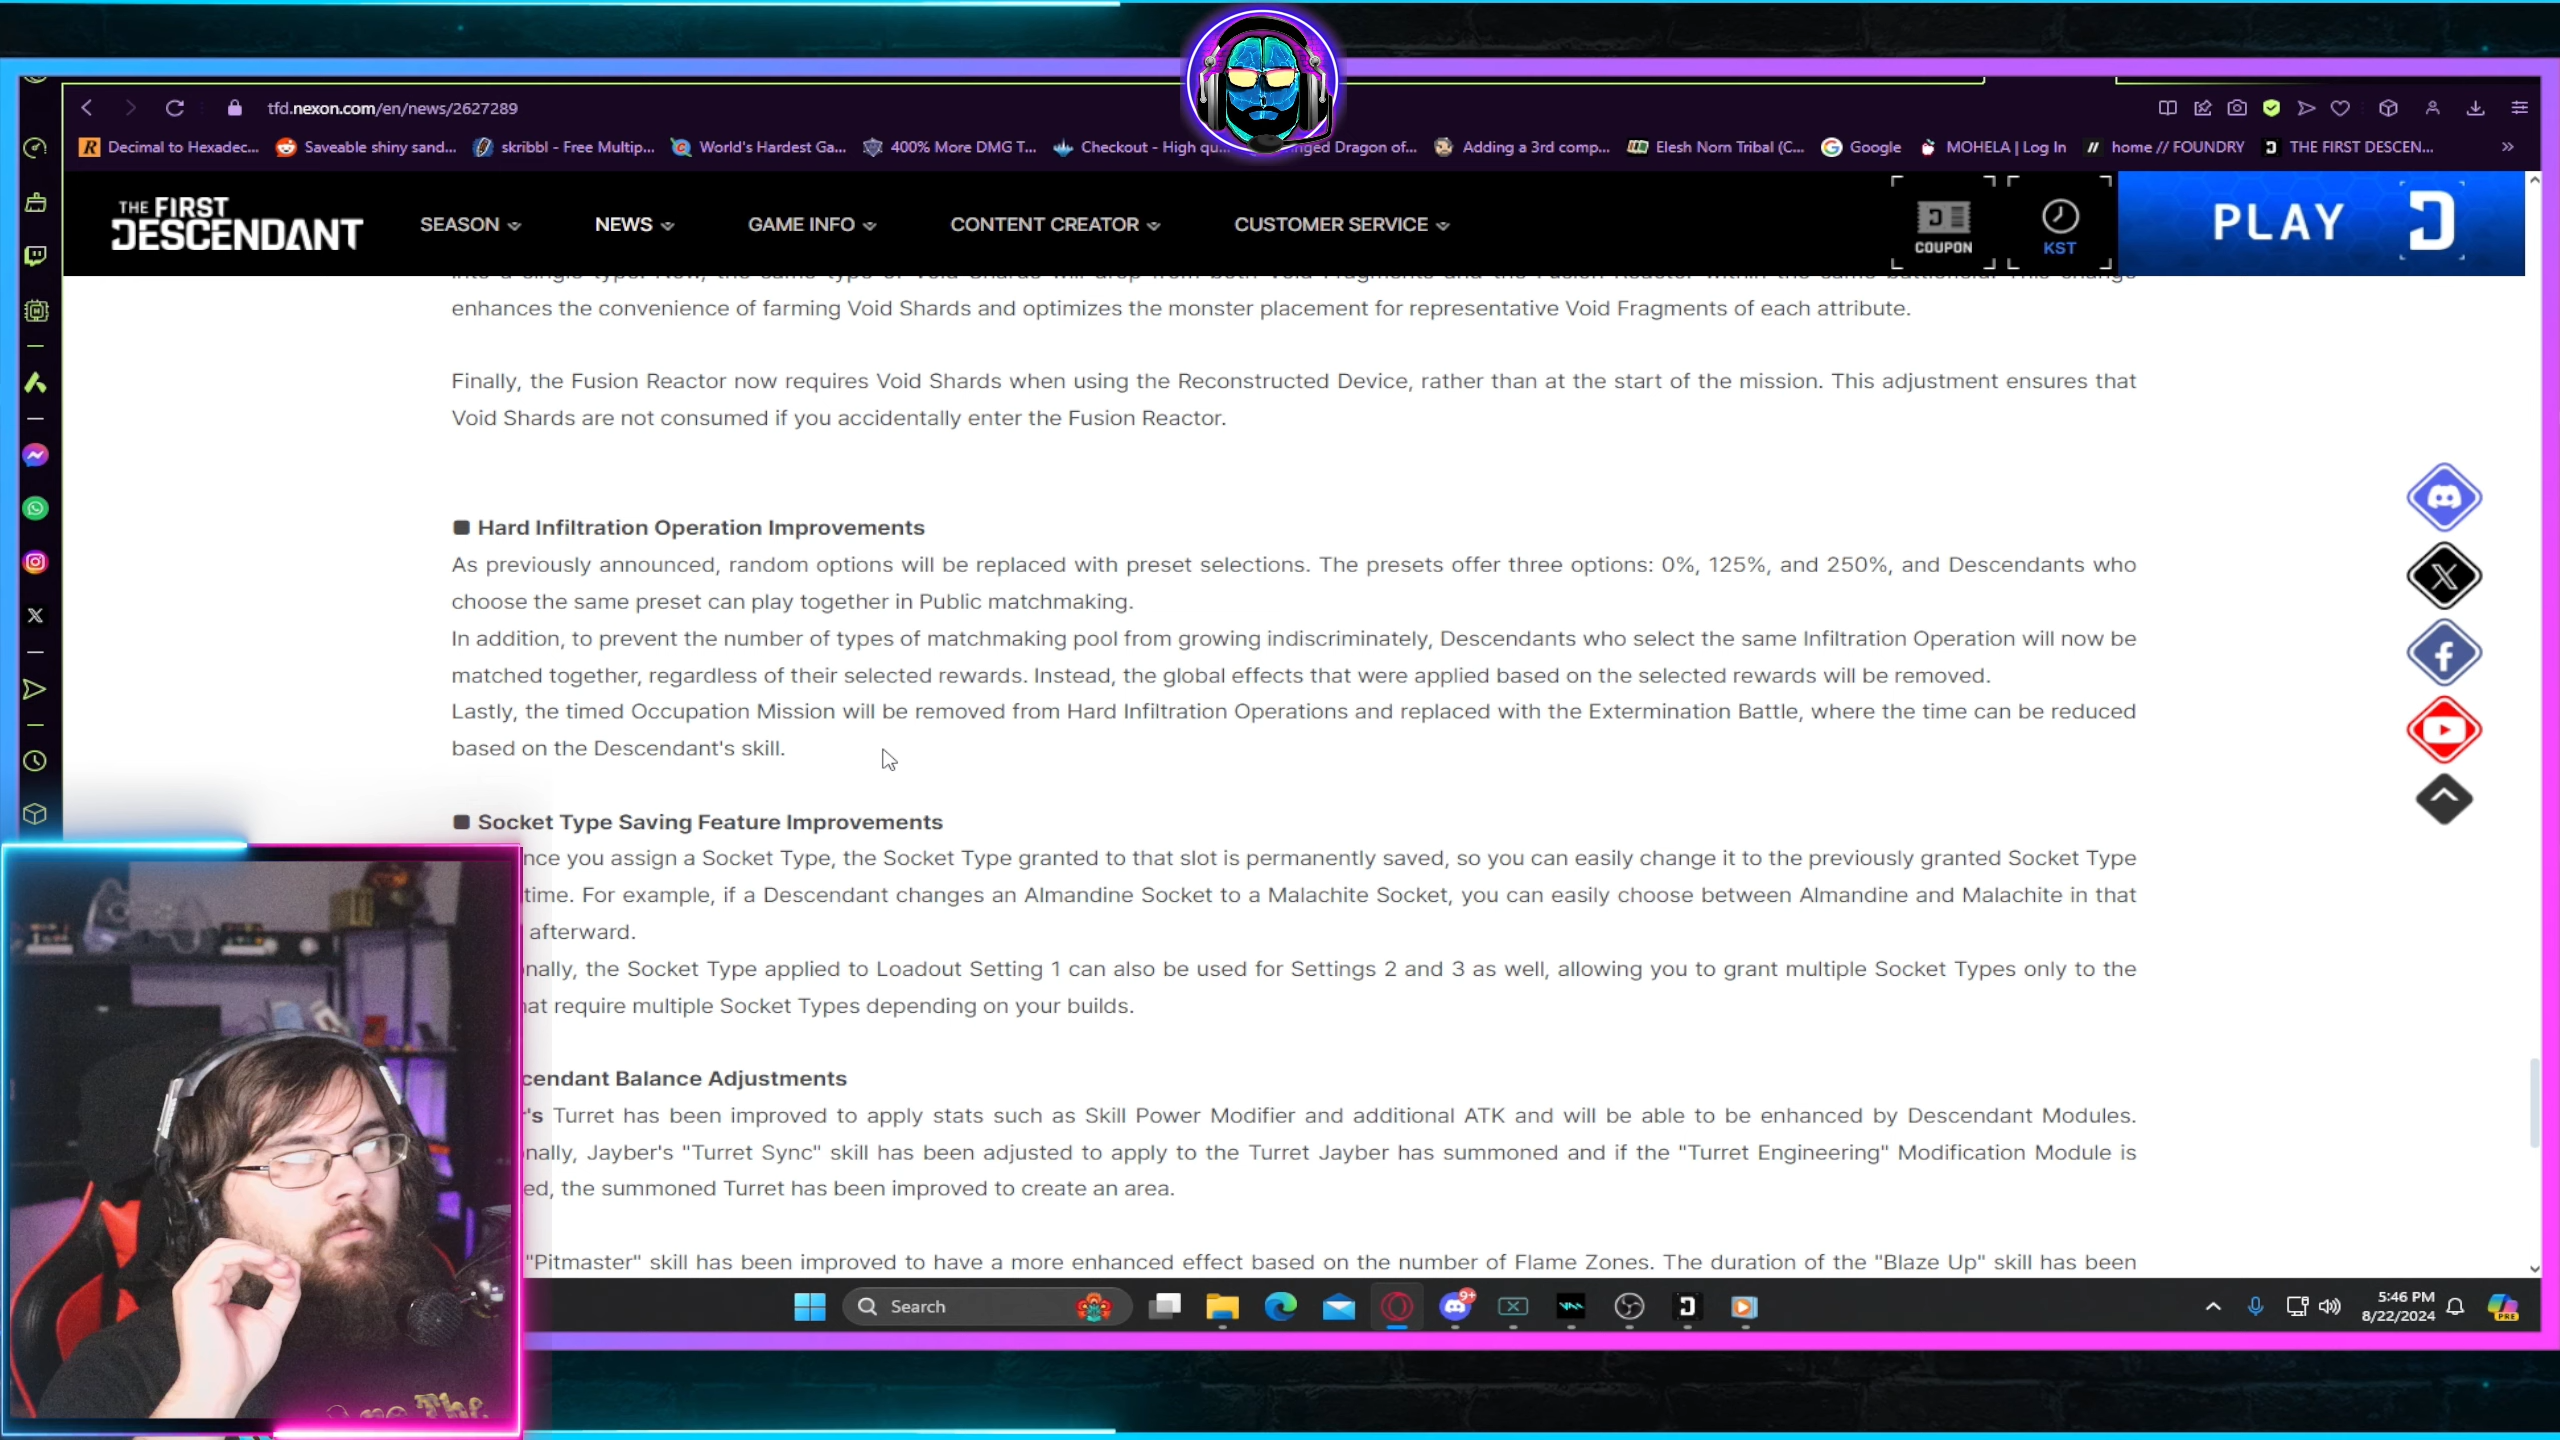 tfd.nexon.com/en/news/2627289
Decimal to Hexadec... Saveable shiny sand... skribbl - Free Multip... World's Hardest Ga... 400% More DMG T... Checkout - High qu... nged Dragon of... Adding a 3rd comp... Elesh Norn Tribal (C... Google MOHELA | Log In home // FOUNDRY THE FIRST DESCEN...
THE FIRST
DESCENDANT
SEASON NEWS GAME INFO CONTENT CREATOR CUSTOMER SERVICE
COUPON KST PLAY
enhances the convenience of farming Void Shards and optimizes the monster placement for representative Void Fragments of each attribute.
Finally, the Fusion Reactor now requires Void Shards when using the Reconstructed Device, rather than at the start of the mission. This adjustment ensures that
Void Shards are not consumed if you accidentally enter the Fusion Reactor.
■ Hard Infiltration Operation Improvements
As previously announced, random options will be replaced with preset selections. The presets offer three options: 0%, 125%, and 250%, and Descendants who
choose the same preset can play together in Public matchmaking.
In addition, to prevent the number of types of matchmaking pool from growing indiscriminately, Descendants who select the same Infiltration Operation will now be
matched together, regardless of their selected rewards. Instead, the global effects that were applied based on the selected rewards will be removed.
Lastly, the timed Occupation Mission will be removed from Hard Infiltration Operations and replaced with the Extermination Battle, where the time can be reduced
based on the Descendant's skill.
■ Socket Type Saving Feature Improvements
nce you assign a Socket Type, the Socket Type granted to that slot is permanently saved, so you can easily change it to the previously granted Socket Type
time. For example, if a Descendant changes an Almandine Socket to a Malachite Socket, you can easily choose between Almandine and Malachite in that
afterward.
nally, the Socket Type applied to Loadout Setting 1 can also be used for Settings 2 and 3 as well, allowing you to grant multiple Socket Types only to the
hat require multiple Socket Types depending on your builds.
cendant Balance Adjustments
r's Turret has been improved to apply stats such as Skill Power Modifier and additional ATK and will be able to be enhanced by Descendant Modules.
nally, Jayber's "Turret Sync" skill has been adjusted to apply to the Turret Jayber has summoned and if the "Turret Engineering" Modification Module is
ed, the summoned Turret has been improved to create an area.
"Pitmaster" skill has been improved to have a more enhanced effect based on the number of Flame Zones. The duration of the "Blaze Up" skill has been
Search
9+
PRE
5:46 PM
8/22/2024